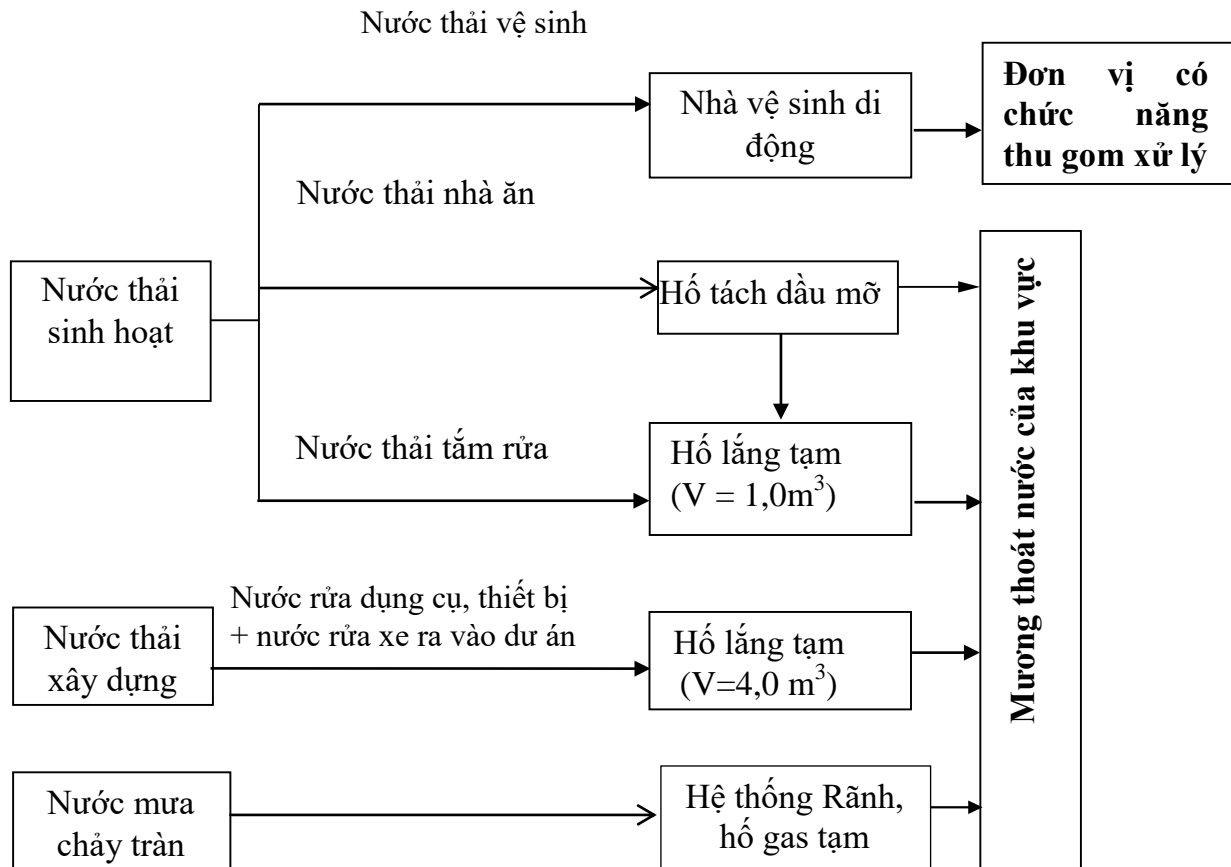 Nước thải vệ sinh
Nhà vệ sinh di
động
Đơn vị có
chức năng
thu gom xử lý
Nước thải nhà ăn
Nước thải
sinh hoạt
Hố tách dầu mỡ
Nước thải tắm rửa
Hố lắng tạm
(V = 1,0m³)
Mương thoát nước của khu vực
Nước rửa dụng cụ, thiết bị
+ nước rửa xe ra vào dư án
Nước thải
xây dựng
Hố lắng tạm
(V=4,0 m³)
Nước mưa
chảy tràn
Hệ thống Rãnh,
hố gas tạm